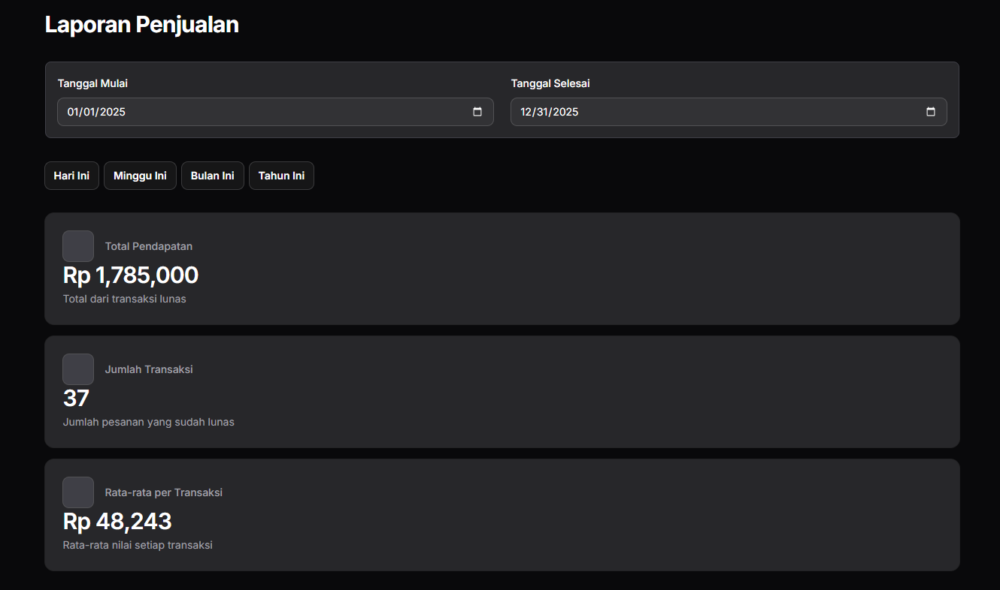 Laporan Penjualan
Tanggal Mulai
Tanggal Selesai
01/01/2025
12/31/2025
Hari Ini
Minggu Ini
Bulan Ini
Tahun Ini
Total Pendapatan
Rp 1,785,000
Total dari transaksi lunas
Jumlah Transaksi
37
Jumlah pesanan yang sudah lunas
Rata-rata per Transaksi
Rp 48,243
Rata-rata nilai setiap transaksi